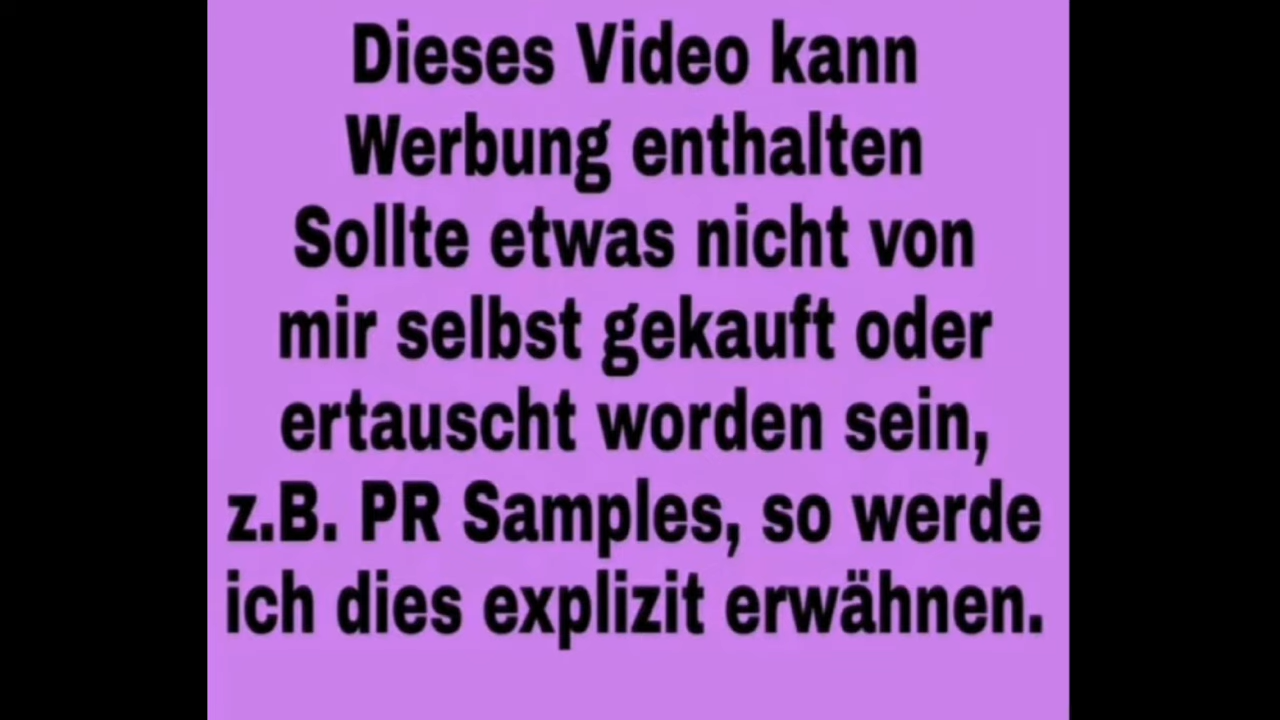 Dieses Video kann
Werbung enthalten
Sollte etwas nicht von
mir selbst gekauft oder
ertauscht worden sein,
z.B. PR Samples, so werde
ich dies explizit erwähnen.